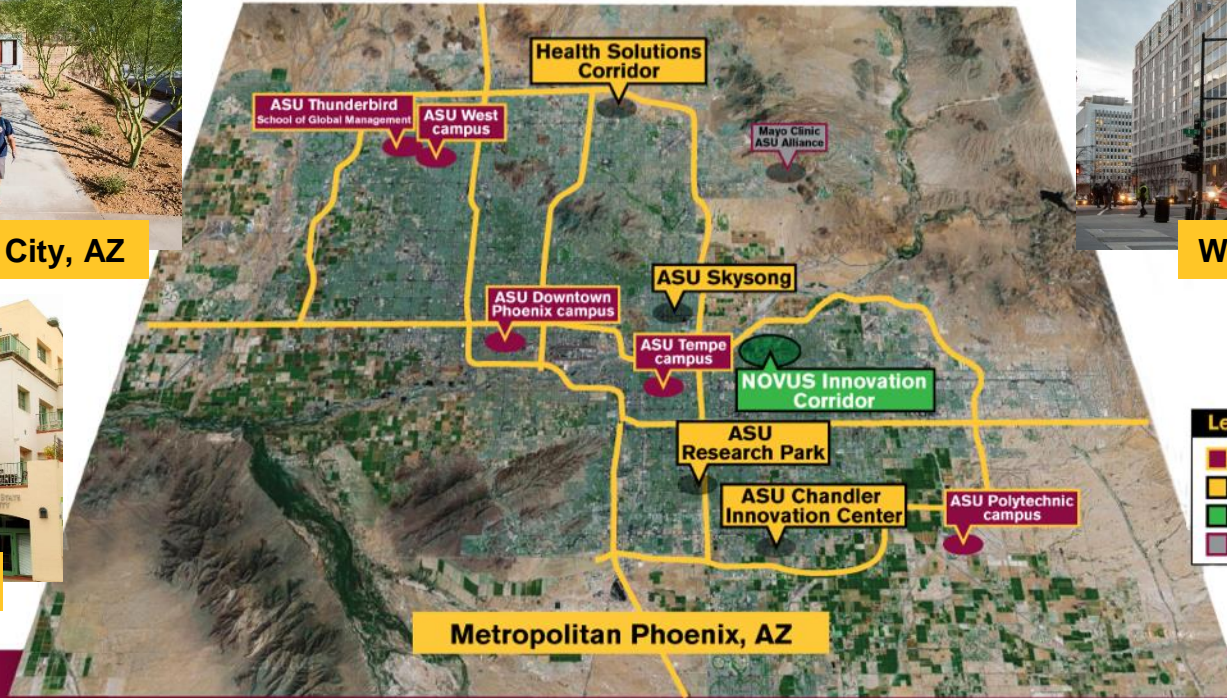 Health Solutions
Corridor
ASU Thunderbird
School of Global Management
ASU West
campus
Mayo Clinic
ASU Alliance
City, AZ
W
ASU Skysong
ASU Downtown
Phoenix campus
ASU Tempe
campus
NOVUS Innovation
Corridor
Le
ASU
Research Park
ASU Chandler
Innovation Center
ASU Polytechnic
campus
Metropolitan Phoenix, AZ